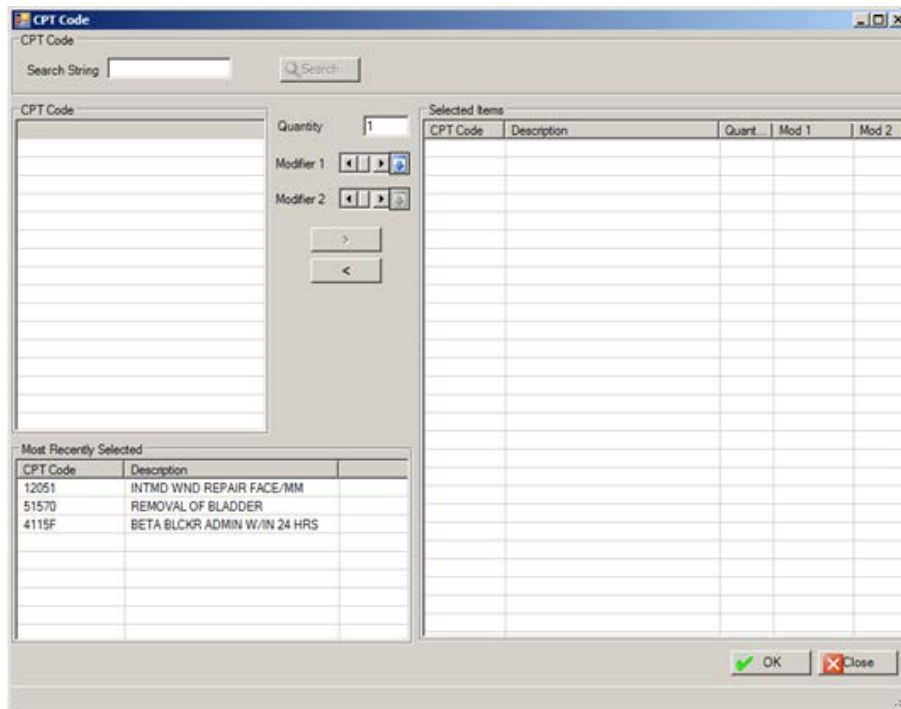 CPT Code
CPT Code
Search String
Search
CPT Code
Quantity 1
Modifier 1
Modifier 2
>
<
Selected Items
CPT Code Description Quant... Mod 1 Mod 2
Most Recently Selected
CPT Code Description
12051 INTMD WND REPAIR FACE/MM
51570 REMOVAL OF BLADDER
4115F BETA BLCKR ADMIN W/IN 24 HRS
OK Close